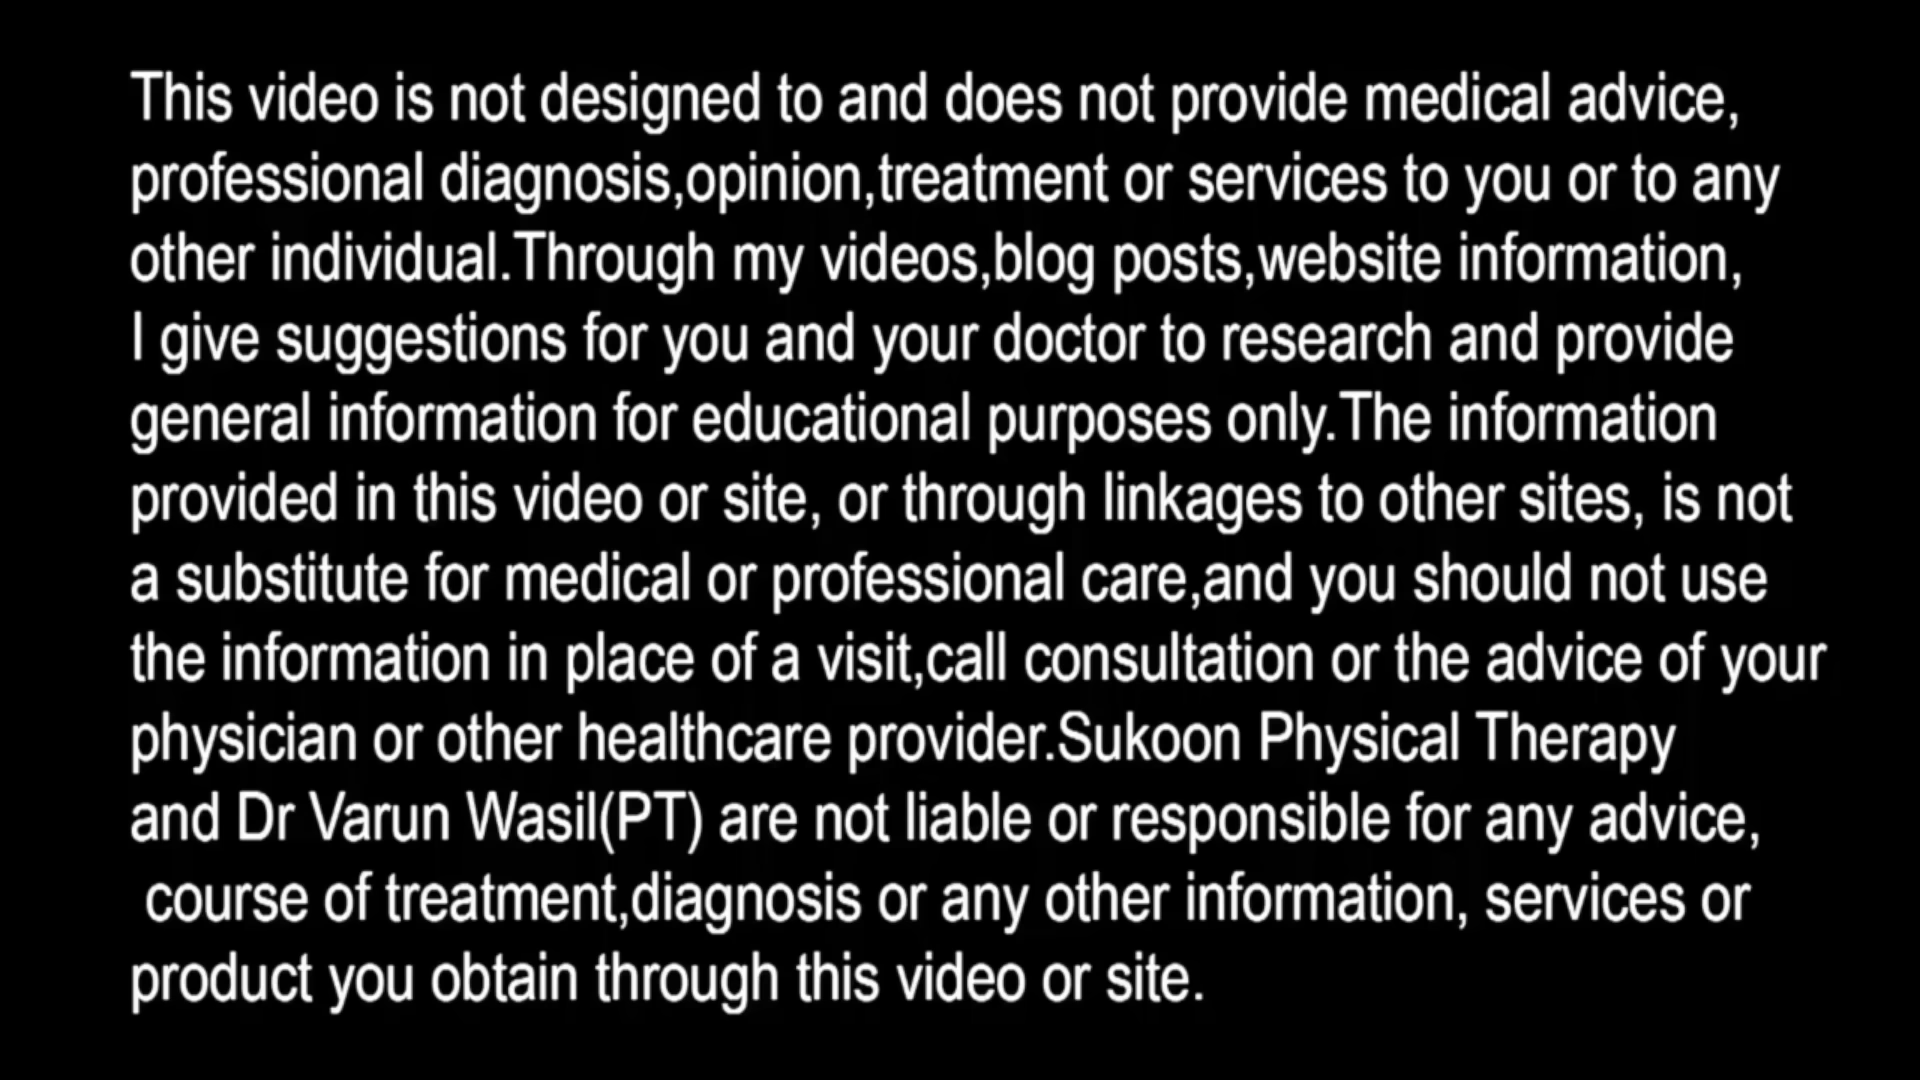 This video is not designed to and does not provide medical advice,
professional diagnosis,opinion,treatment or services to you or to any
other individual.Through my videos,blog posts,website information,
I give suggestions for you and your doctor to research and provide
general information for educational purposes only.The information
provided in this video or site, or through linkages to other sites, is not
a substitute for medical or professional care,and you should not use
the information in place of a visit,call consultation or the advice of your
physician or other healthcare provider.Sukoon Physical Therapy
and Dr Varun Wasil(PT) are not liable or responsible for any advice,
course of treatment,diagnosis or any other information, services or
product you obtain through this video or site.